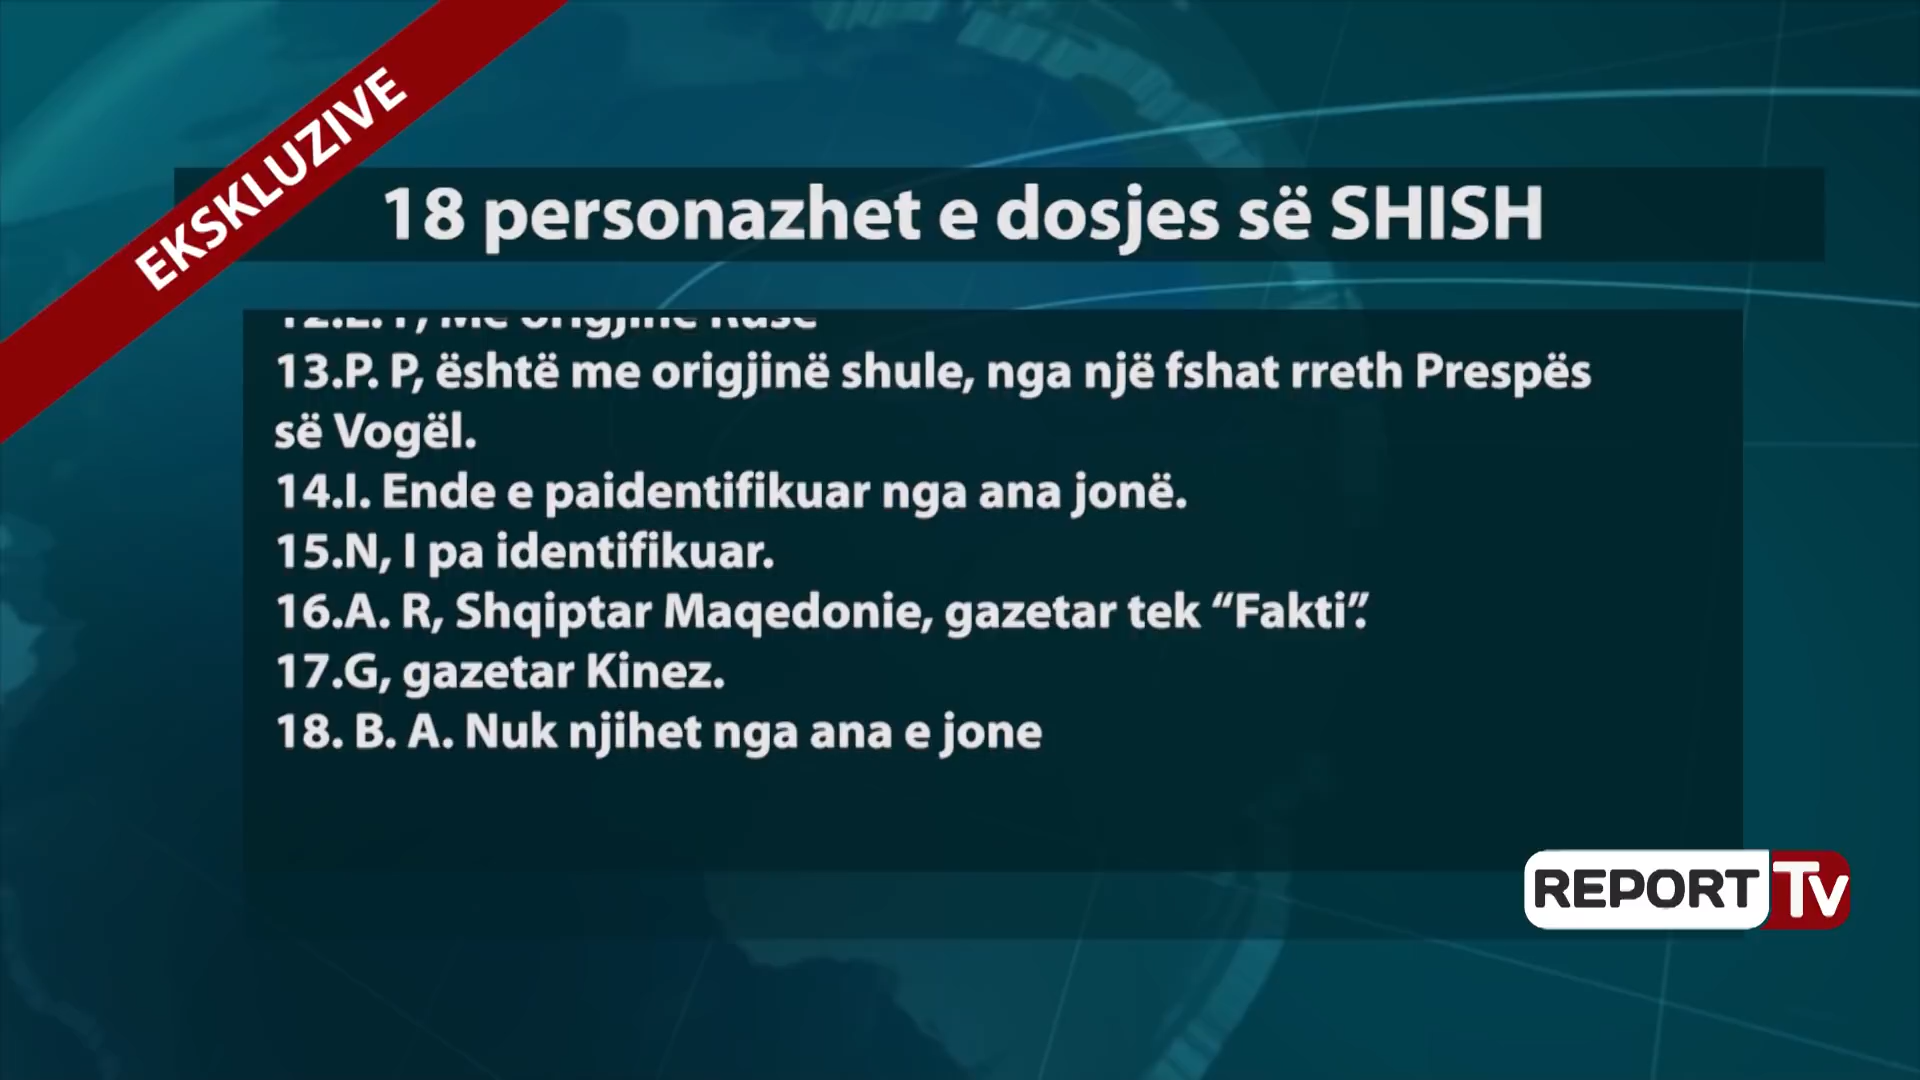 EKSKLUZIVE
18 personazhet e dosjes së SHISH
origjinë Ruse
13.P. P, është me origjinë shule, nga një fshat rreth Prespës
së Vogël.
14.I. Ende e paidentifikuar nga ana jonë.
15.N, I pa identifikuar.
16.A. R, Shqiptar Maqedonie, gazetar tek “Fakti”.
17.G, gazetar Kinez.
18. B. A. Nuk njihet nga ana e jone
REPORT Tv